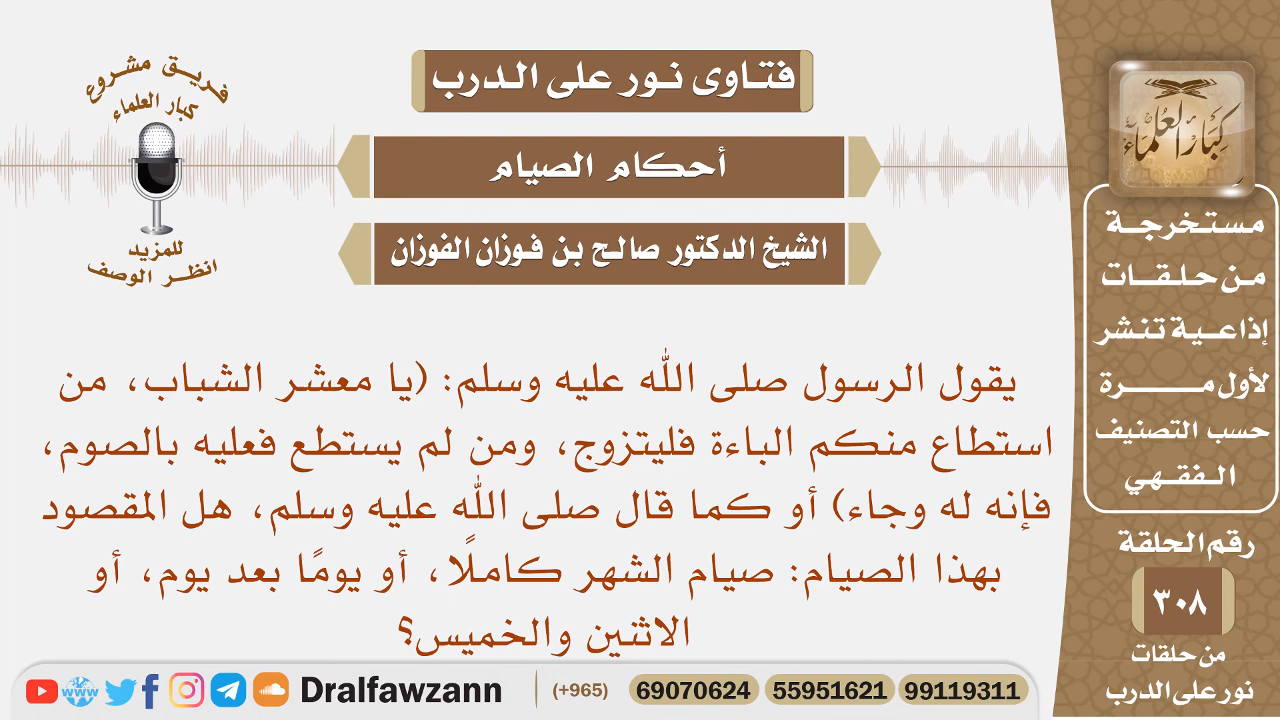 فتاوى نور على الدرب
أحكام الصيام
الشيخ الدكتور صالح بن فوزان الفوزان
فريق مشروع
كبار العلماء
للمزيد
انظر الوصف
كبار العلماء
مستخرجة
من حلقات
إذاعية تنشر
لأول مرة
حسب التصنيف
الفقهي
رقم الحلقة
٣٠٨
من حلقات
نور على الدرب
يقول الرسول صلى الله عليه وسلم: (يا معشر الشباب، من
استطاع منكم الباءة فليتزوج، ومن لم يستطع فعليه بالصوم،
فإنه له وجاء) أو كما قال صلى الله عليه وسلم، هل المقصود
بهذا الصيام: صيام الشهر كاملًا، أو يومًا بعد يوم، أو
الاثنين والخميس؟
www Dralfawzann (+965) 69070624 55951621 99119311